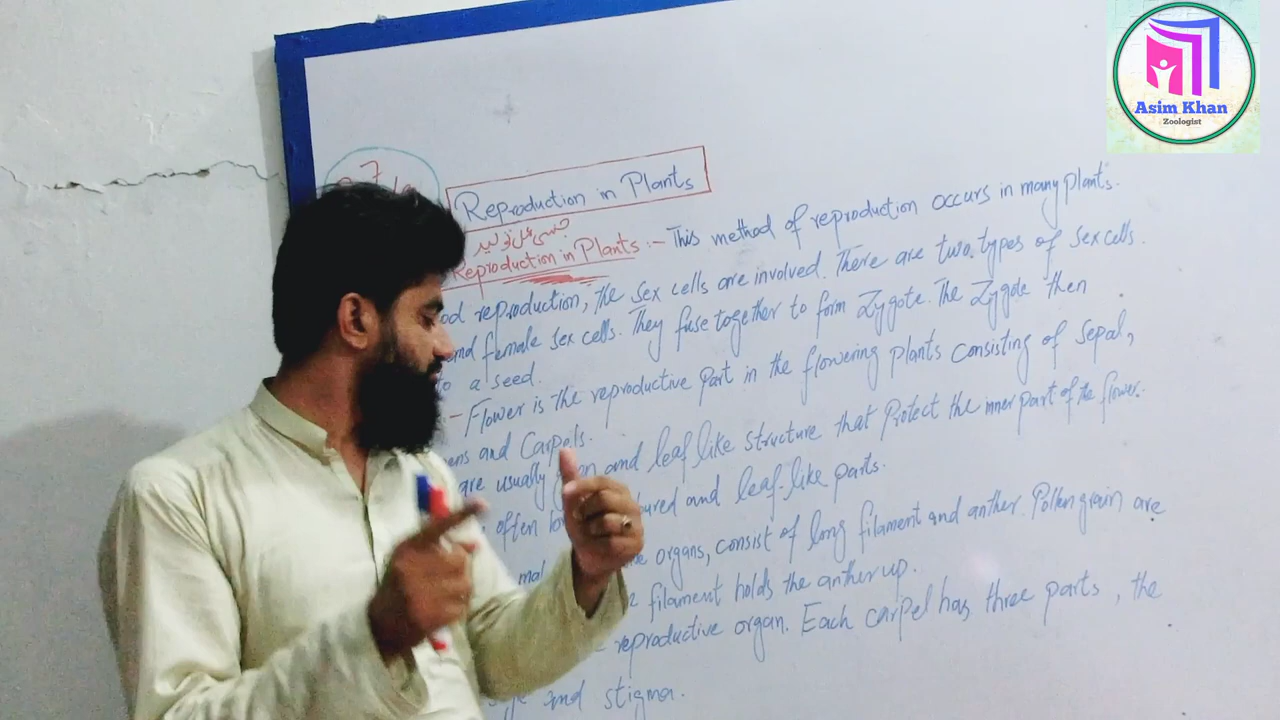 Asim Khan
Zoologist
Reproduction in Plants
جنسی عمل تولید
Reproduction in Plants :- This method of reproduction occurs in many plants.
od reproduction, the sex cells are involved. There are two types of sex cells.
and female sex cells. They fuse together to form Zygote. The Zygote then
to a seed.
:- Flower is the reproductive part in the flowering plants consisting of sepal,
ens and Carpels.
are usually and leaf like structure that Protect the inner part of the flower.
often and leaf-like parts.
organs, consist of long filament and anther. Pollen grain are
filament holds the anther up.
reproductive organ. Each carpel has three parts, the
and stigma.